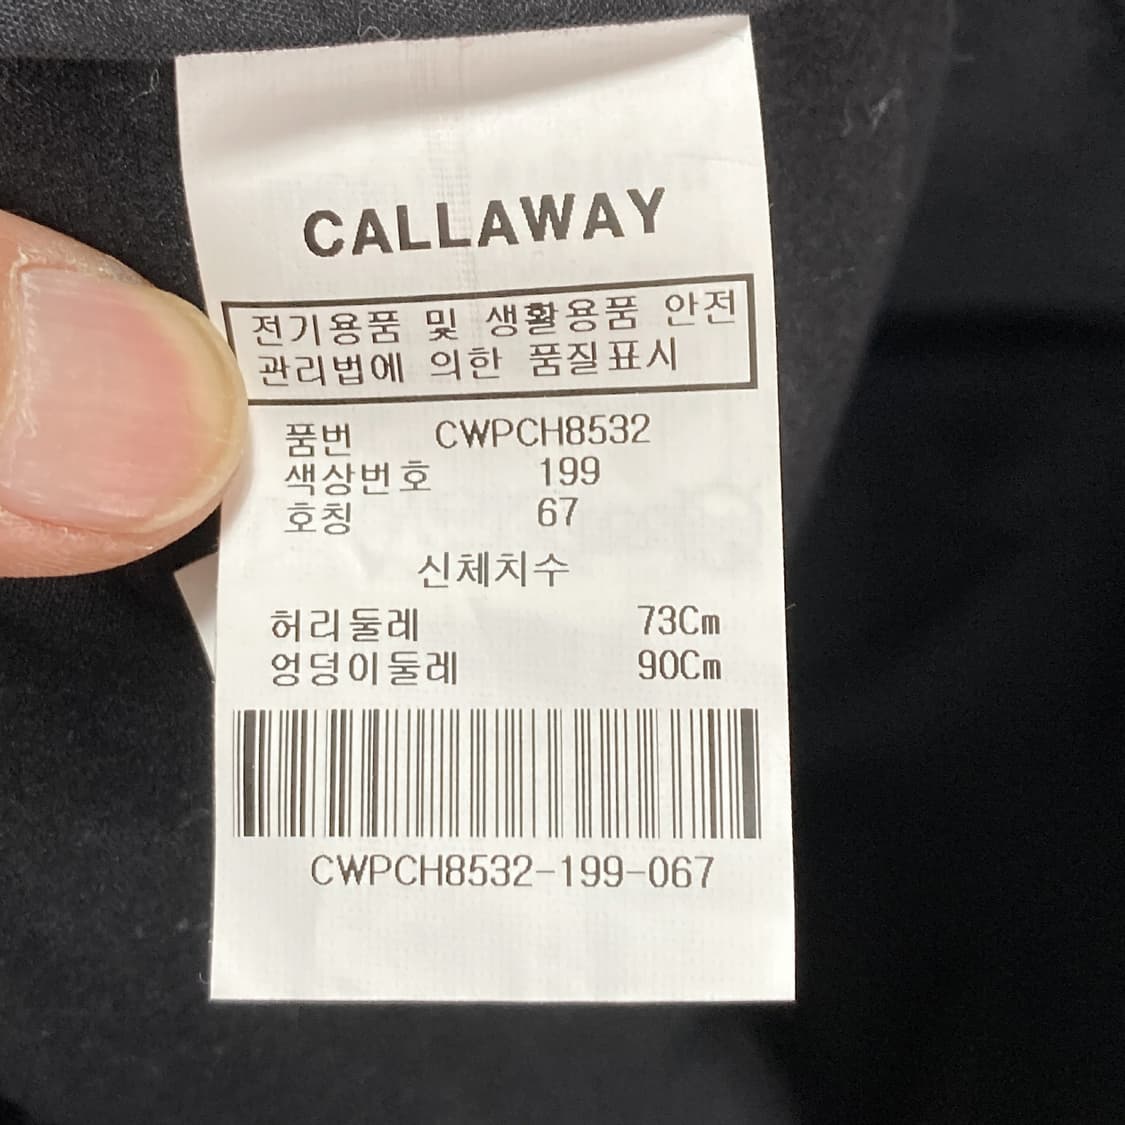 CALLAWAY
전기용품 및 생활용품 안전
관리법에 의한 품질표시
품번 CWPCH8532
색상번호 199
호칭 67
신체치수
허리둘레 73Cm
엉덩이둘레 90Cm
CWPCH8532-199-067